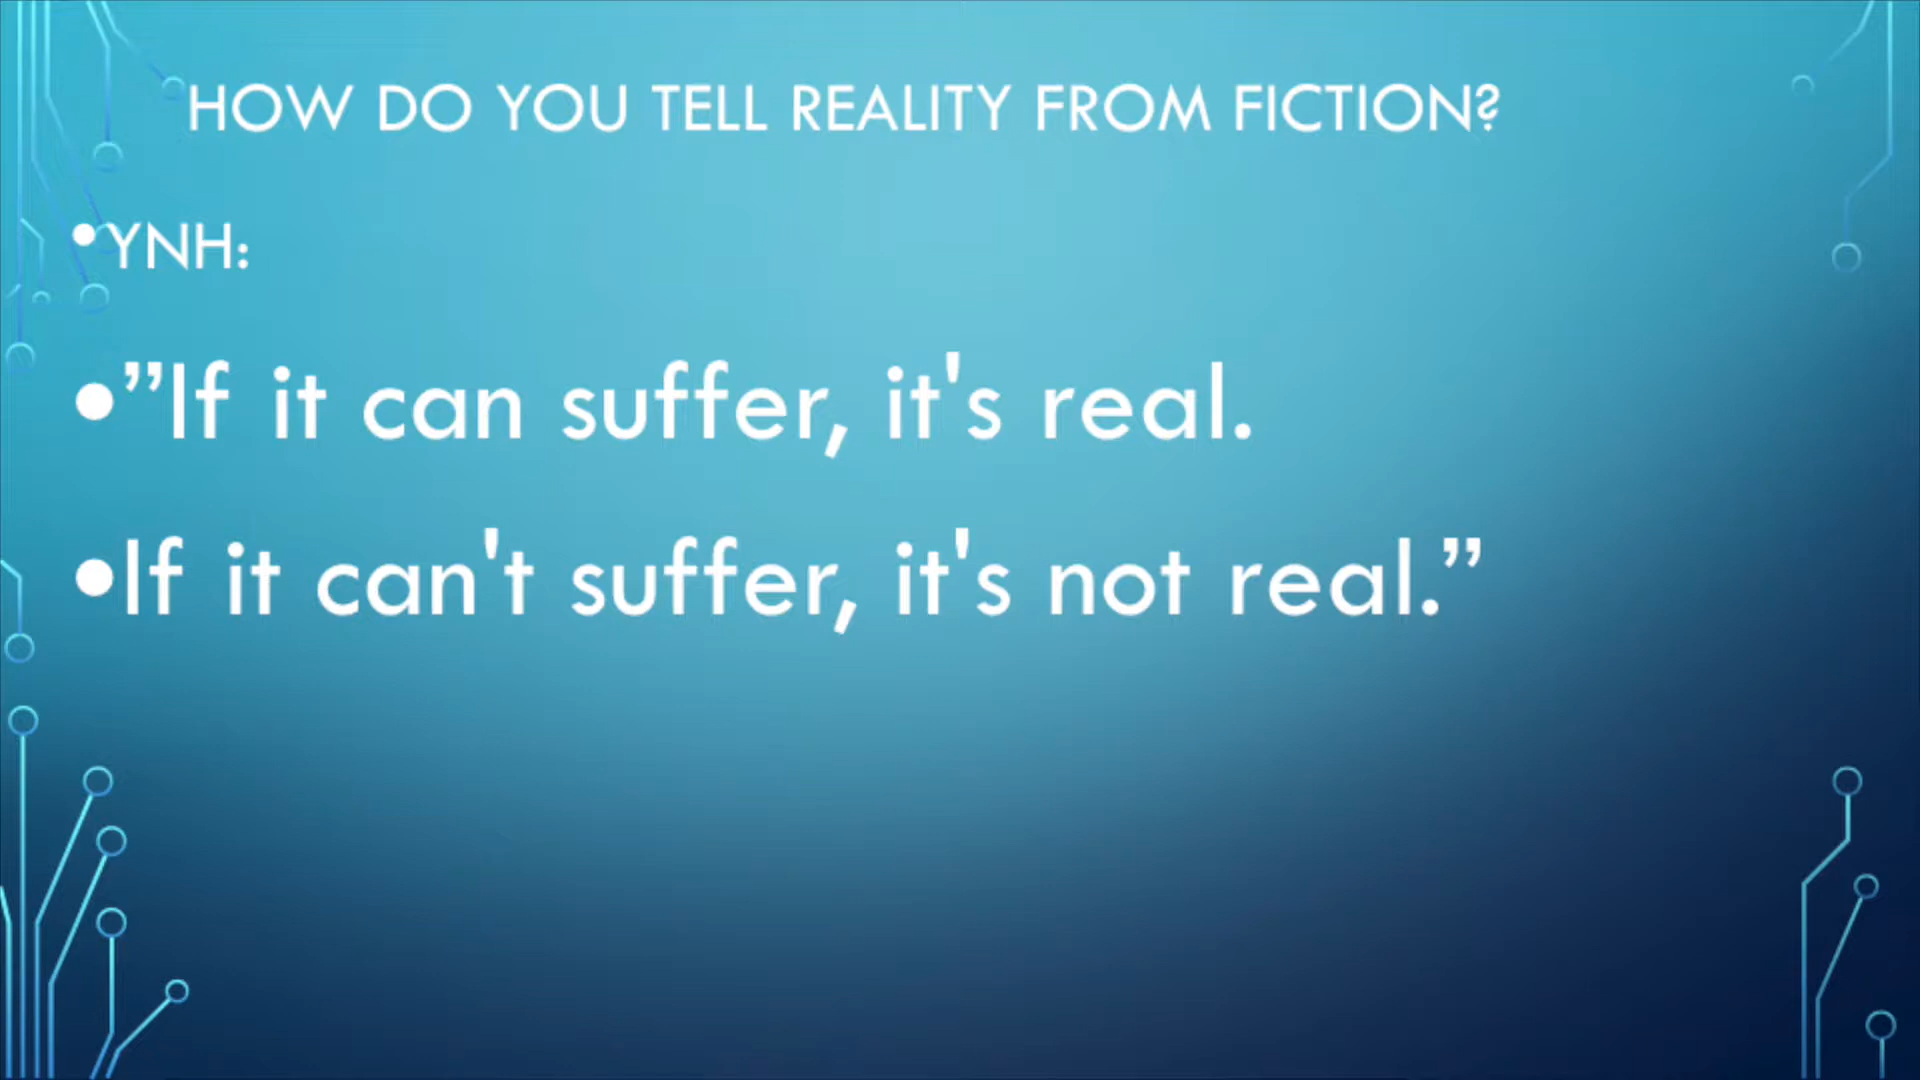 HOW DO YOU TELL REALITY FROM FICTION?
•YNH:
•”If it can suffer, it's real.
•If it can't suffer, it's not real.”